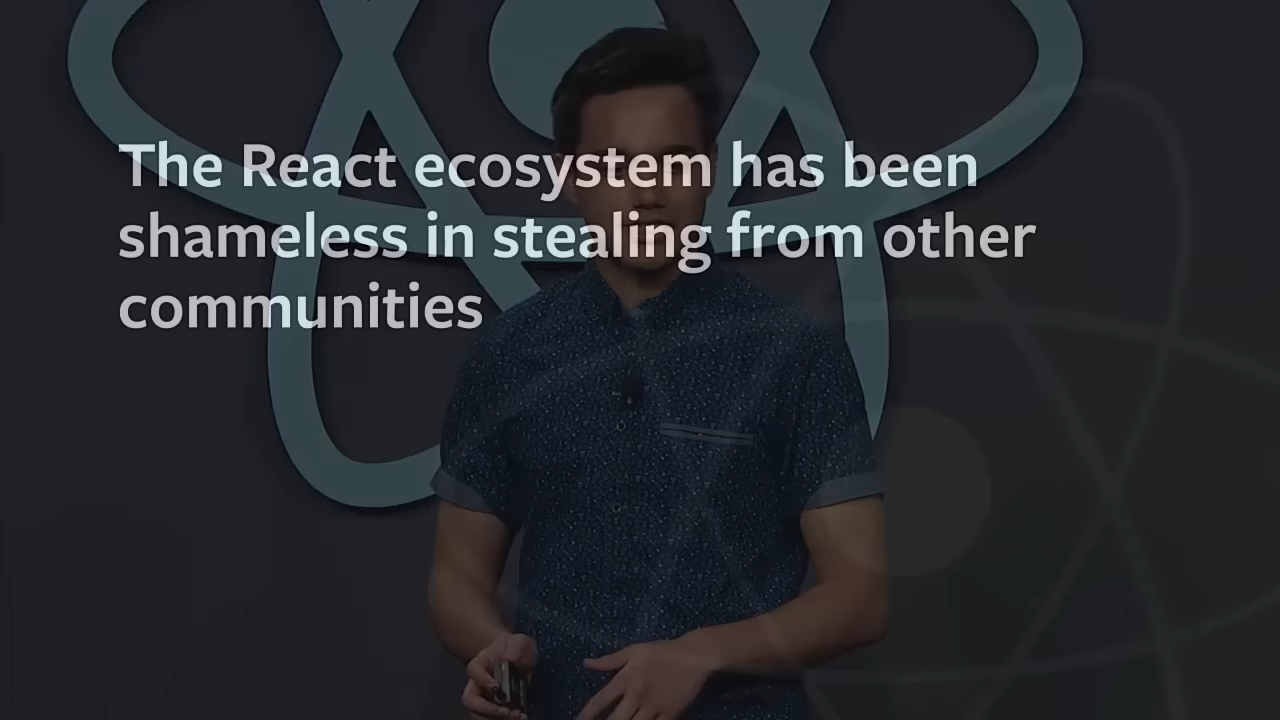 The React ecosystem has been
shameless in stealing from other
communities